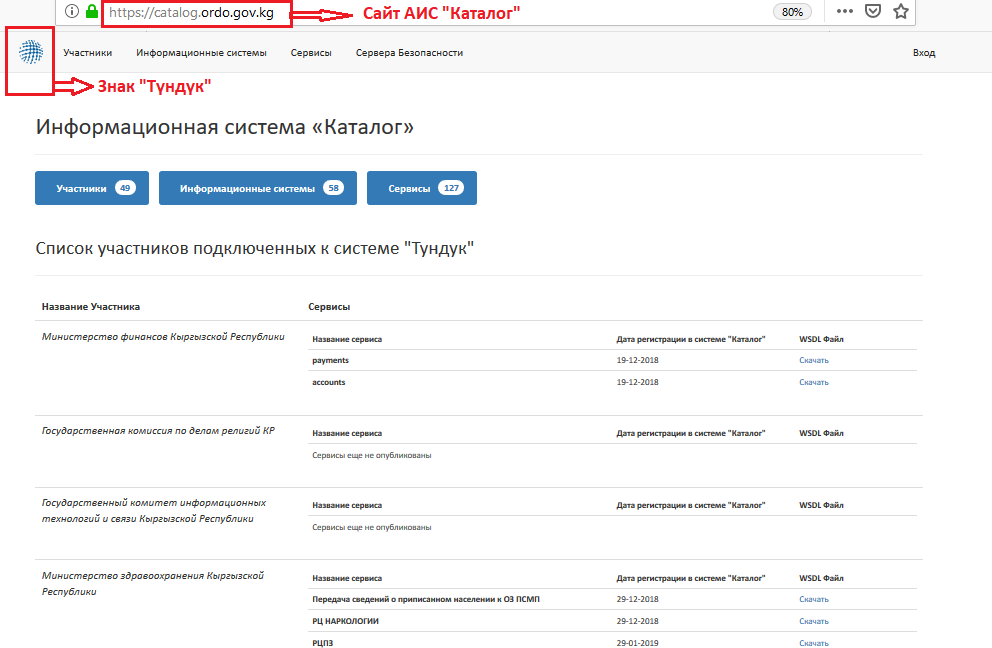 https://catalog.ordo.gov.kg
Сайт АИС "Каталог"
80%
Участники Информационные системы Сервисы Сервера Безопасности Вход
Знак "Түндүк"
Информационная система «Каталог»
Участники 49 Информационные системы 58 Сервисы 127
Список участников подключенных к системе "Тундук"
Название Участника Сервисы
Министерство финансов Кыргызской Республики
Название сервиса Дата регистрации в системе "Каталог" WSDL Файл
payments 19-12-2018 Скачать
accounts 19-12-2018 Скачать
Государственная комиссия по делам религий КР
Название сервиса Дата регистрации в системе "Каталог" WSDL Файл
Сервисы еще не опубликованы
Государственный комитет информационных
технологий и связи Кыргызской Республики
Название сервиса Дата регистрации в системе "Каталог" WSDL Файл
Сервисы еще не опубликованы
Министерство здравоохранения Кыргызской
Республики
Название сервиса Дата регистрации в системе "Каталог" WSDL Файл
Передача сведений о приписанном населении к ОЗ ПСМП 29-12-2018 Скачать
РЦ НАРКОЛОГИИ 29-12-2018 Скачать
РЦПЗ 29-01-2019 Скачать